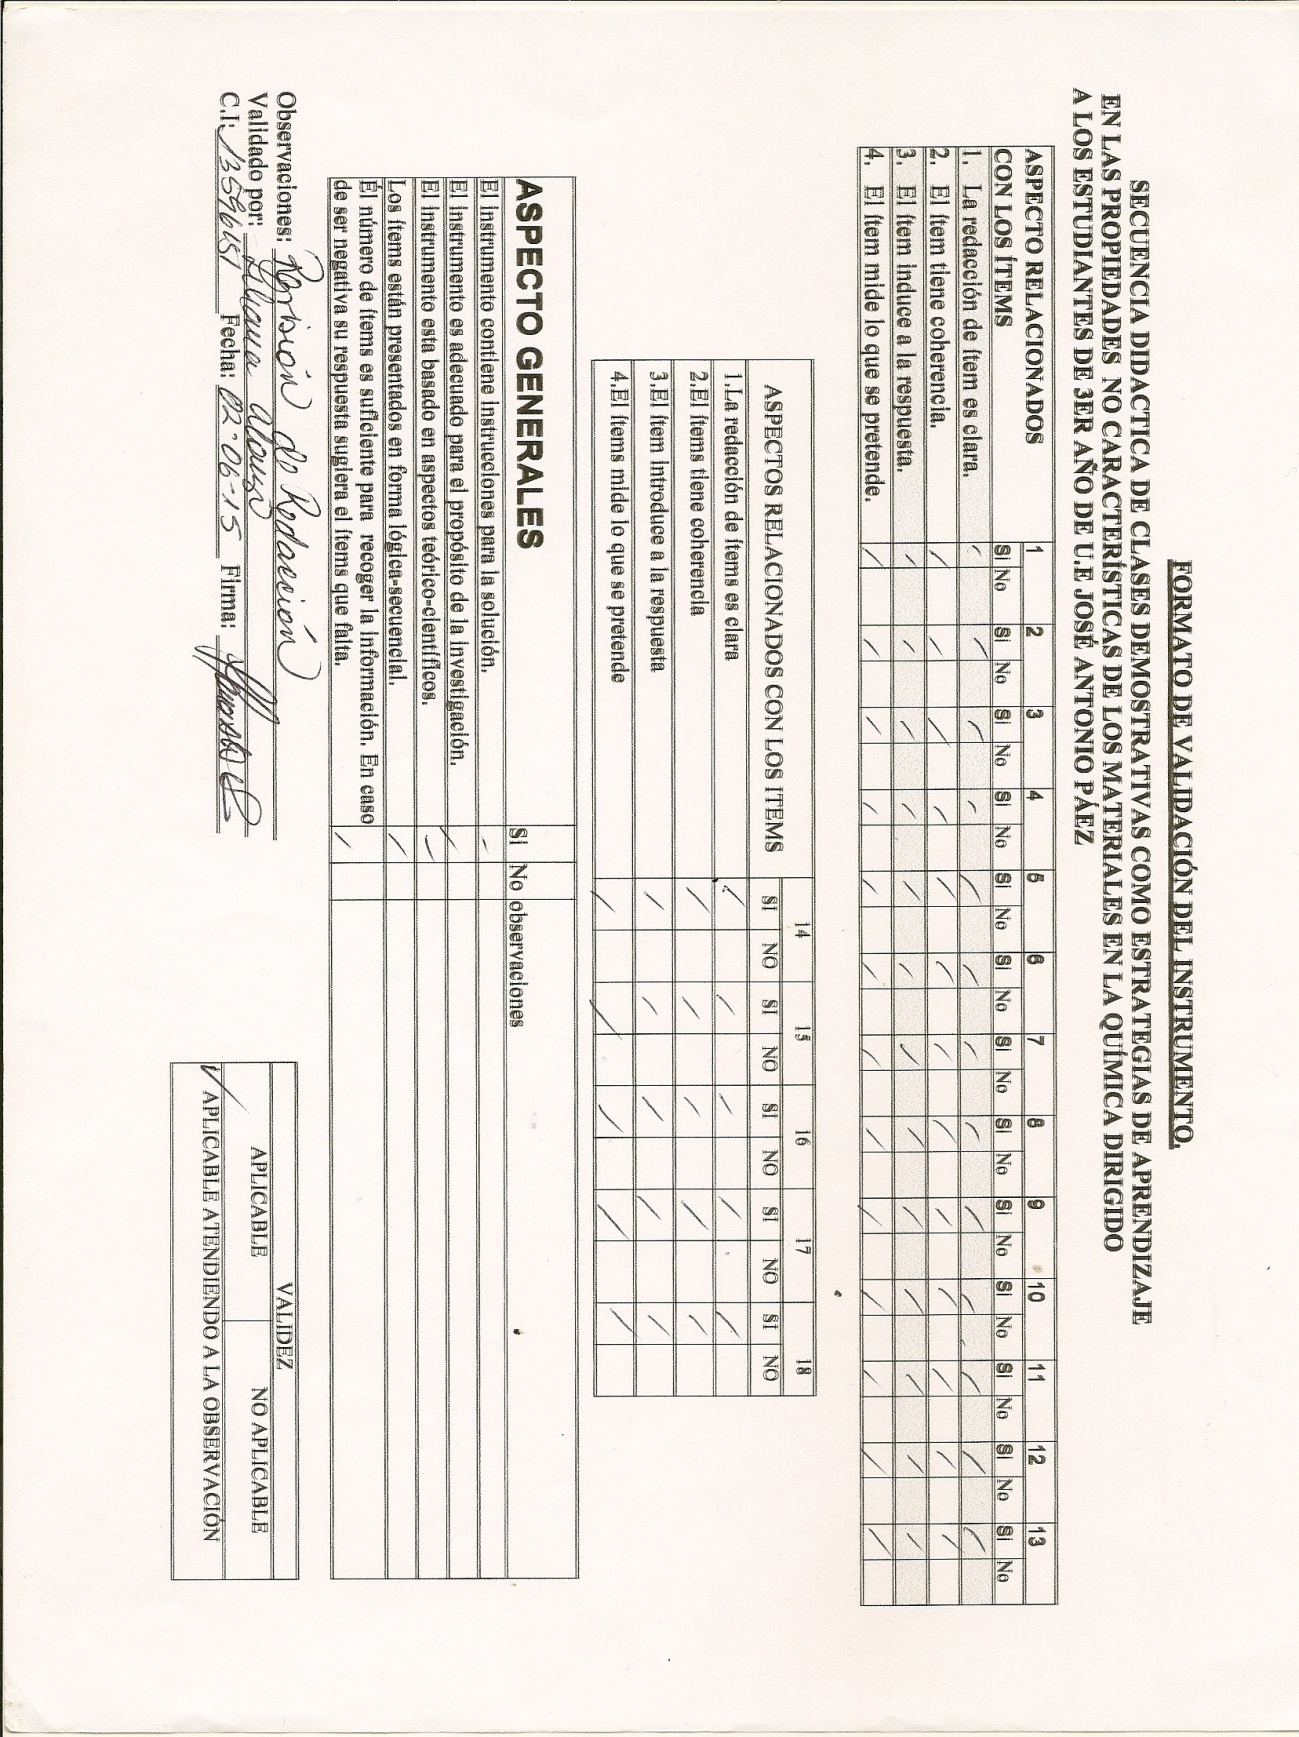 FORMATO DE VALIDACIÓN DEL INSTRUMENTO.
SECUENCIA DIDACTICA DE CLASES DEMOSTRATIVAS COMO ESTRATEGIAS DE APRENDIZAJE
EN LAS PROPIEDADES NO CARACTERÍSTICAS DE LOS MATERIALES EN LA QUÍMICA DIRIGIDO
A LOS ESTUDIANTES DE 3ER AÑO DE U.E JOSÉ ANTONIO PÁEZ
ASPECTO RELACIONADOS 1 2 3 4 5 6 7 8 9 10 11 12 13
CON LOS ÍTEMS Si No Si No Si No Si No Si No Si No Si No Si No Si No Si No Si No Si No Si No
1. La redacción de ítem es clara.
2. El ítem tiene coherencia.
3. El ítem induce a la respuesta.
4. El ítem mide lo que se pretende.
ASPECTOS RELACIONADOS CON LOS ITEMS 14 15 16 17 18
SI NO SI NO SI NO SI NO SI NO
1.La redacción de ítems es clara
2.El ítems tiene coherencia
3.El ítem introduce a la respuesta
4.El ítems mide lo que se pretende
ASPECTO GENERALES Si No observaciones
El instrumento contiene instrucciones para la solución.
El instrumento es adecuado para el propósito de la investigación.
El instrumento esta basado en aspectos teórico-científicos.
Los ítems están presentados en forma lógica-secuencial.
El número de ítems es suficiente para recoger la información. En caso
de ser negativa su respuesta sugiera el ítems que falta.
Observaciones: Revisión de Redacción
Validado por:
C.I: Fecha: 02-06-15 Firma:
VALIDEZ
APLICABLE NO APLICABLE
APLICABLE ATENDIENDO A LA OBSERVACIÓN